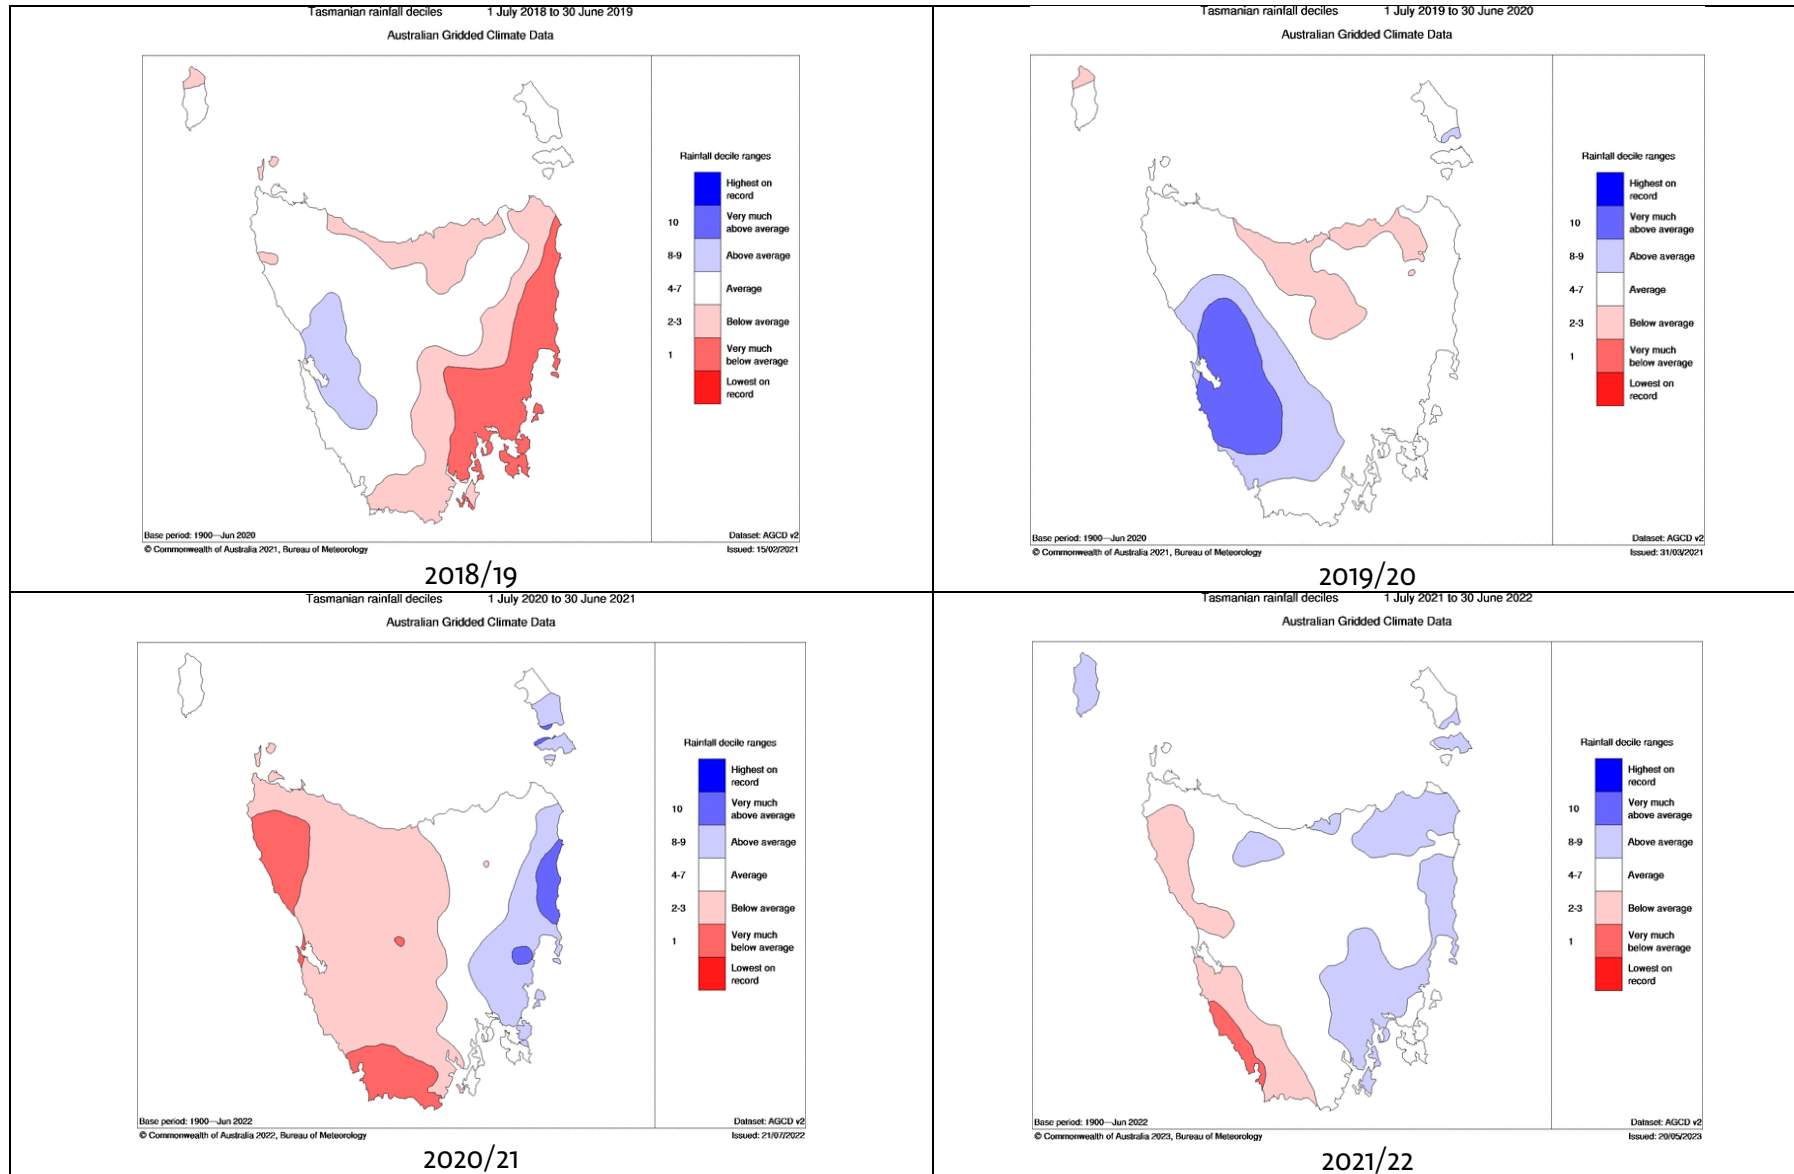 Tasmanian rainfall deciles 1 July 2018 to 30 June 2019
Australian Gridded Climate Data
Rainfall decile ranges
Highest on
record
10 Very much
above average
8-9 Above average
4-7 Average
2-3 Below average
1 Very much
below average
Lowest on
record
Base period: 1900—Jun 2020 Dataset: AGCD v2
© Commonwealth of Australia 2021, Bureau of Meteorology Issued: 15/02/2021
2018/19
Tasmanian rainfall deciles 1 July 2019 to 30 June 2020
Australian Gridded Climate Data
Rainfall decile ranges
Highest on
record
10 Very much
above average
8-9 Above average
4-7 Average
2-3 Below average
1 Very much
below average
Lowest on
record
Base period: 1900—Jun 2020 Dataset: AGCD v2
© Commonwealth of Australia 2021, Bureau of Meteorology Issued: 31/03/2021
2019/20
Tasmanian rainfall deciles 1 July 2020 to 30 June 2021
Australian Gridded Climate Data
Rainfall decile ranges
Highest on
record
10 Very much
above average
8-9 Above average
4-7 Average
2-3 Below average
1 Very much
below average
Lowest on
record
Base period: 1900—Jun 2022 Dataset: AGCD v2
© Commonwealth of Australia 2022, Bureau of Meteorology Issued: 21/07/2022
2020/21
Tasmanian rainfall deciles 1 July 2021 to 30 June 2022
Australian Gridded Climate Data
Rainfall decile ranges
Highest on
record
10 Very much
above average
8-9 Above average
4-7 Average
2-3 Below average
1 Very much
below average
Lowest on
record
Base period: 1900—Jun 2022 Dataset: AGCD v2
© Commonwealth of Australia 2023, Bureau of Meteorology Issued: 20/05/2023
2021/22